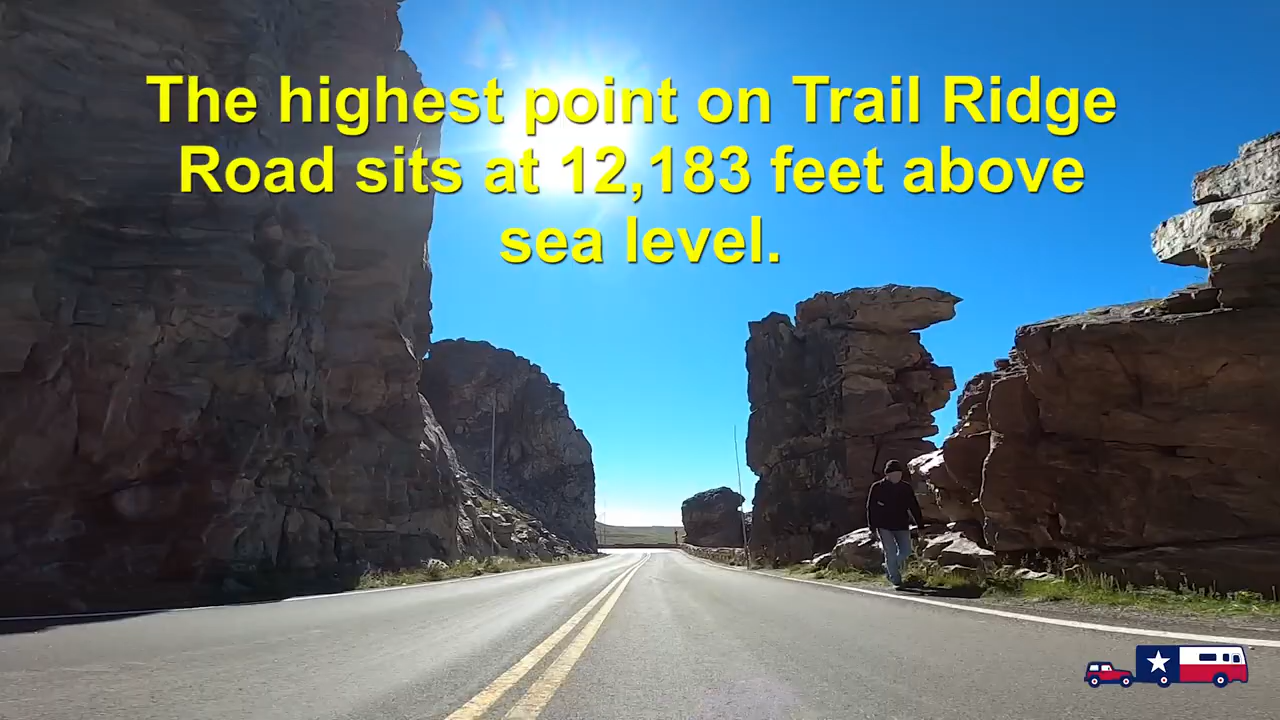 The highest point on Trail Ridge
Road sits at 12,183 feet above
sea level.